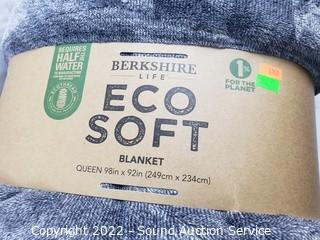 REQUIRES
HALF THE
WATER
ECOTHREAD
BERKSHIRE
LIFE
1%
FOR THE
PLANET
ECO
SOFT
BLANKET
QUEEN 98in x 92in (249cm x 234cm)
Copyright 2022 - Sound Auction Service